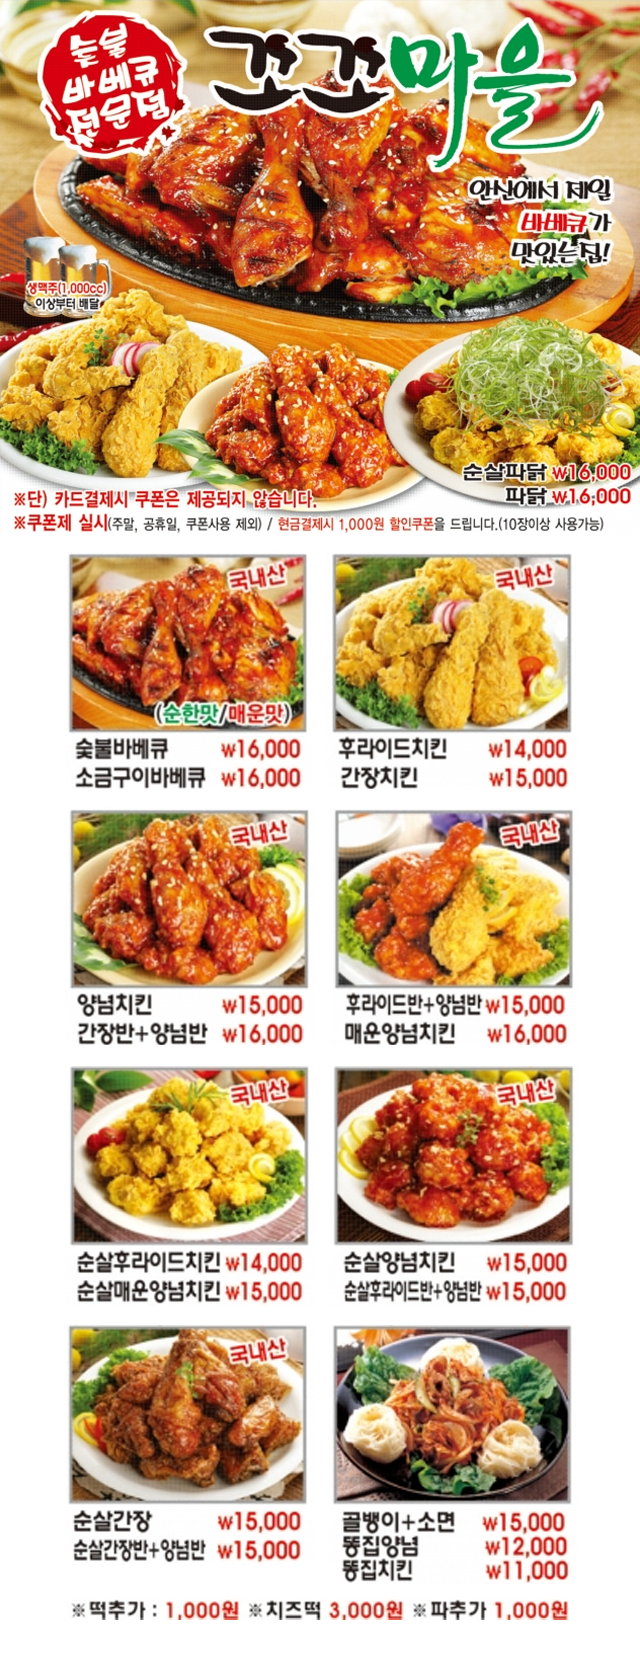 숯불
바베큐
전문점
꼬꼬마을
안산에서 제일
바베큐가
맛있는집!
생맥주(1,000cc)
이상부터 배달
순살파닭 ₩16,000
파닭 ₩16,000
※단) 카드결제시 쿠폰은 제공되지 않습니다.
※쿠폰제 실시(주말, 공휴일, 쿠폰사용 제외) / 현금결제시 1,000원 할인쿠폰을 드립니다.(10장이상 사용가능)
국내산
(순한맛/매운맛)
숯불바베큐 ₩16,000
소금구이바베큐 ₩16,000
국내산
후라이드치킨 ₩14,000
간장치킨 ₩15,000
국내산
양념치킨 ₩15,000
간장반+양념반 ₩16,000
국내산
후라이드반+양념반 ₩15,000
매운양념치킨 ₩16,000
국내산
순살후라이드치킨 ₩14,000
순살매운양념치킨 ₩15,000
국내산
순살양념치킨 ₩15,000
순살후라이드반+양념반 ₩15,000
국내산
순살간장 ₩15,000
순살간장반+양념반 ₩15,000
골뱅이+소면 ₩15,000
똥집양념 ₩12,000
똥집치킨 ₩11,000
※떡추가 : 1,000원 ※치즈떡 3,000원 ※파추가 1,000원